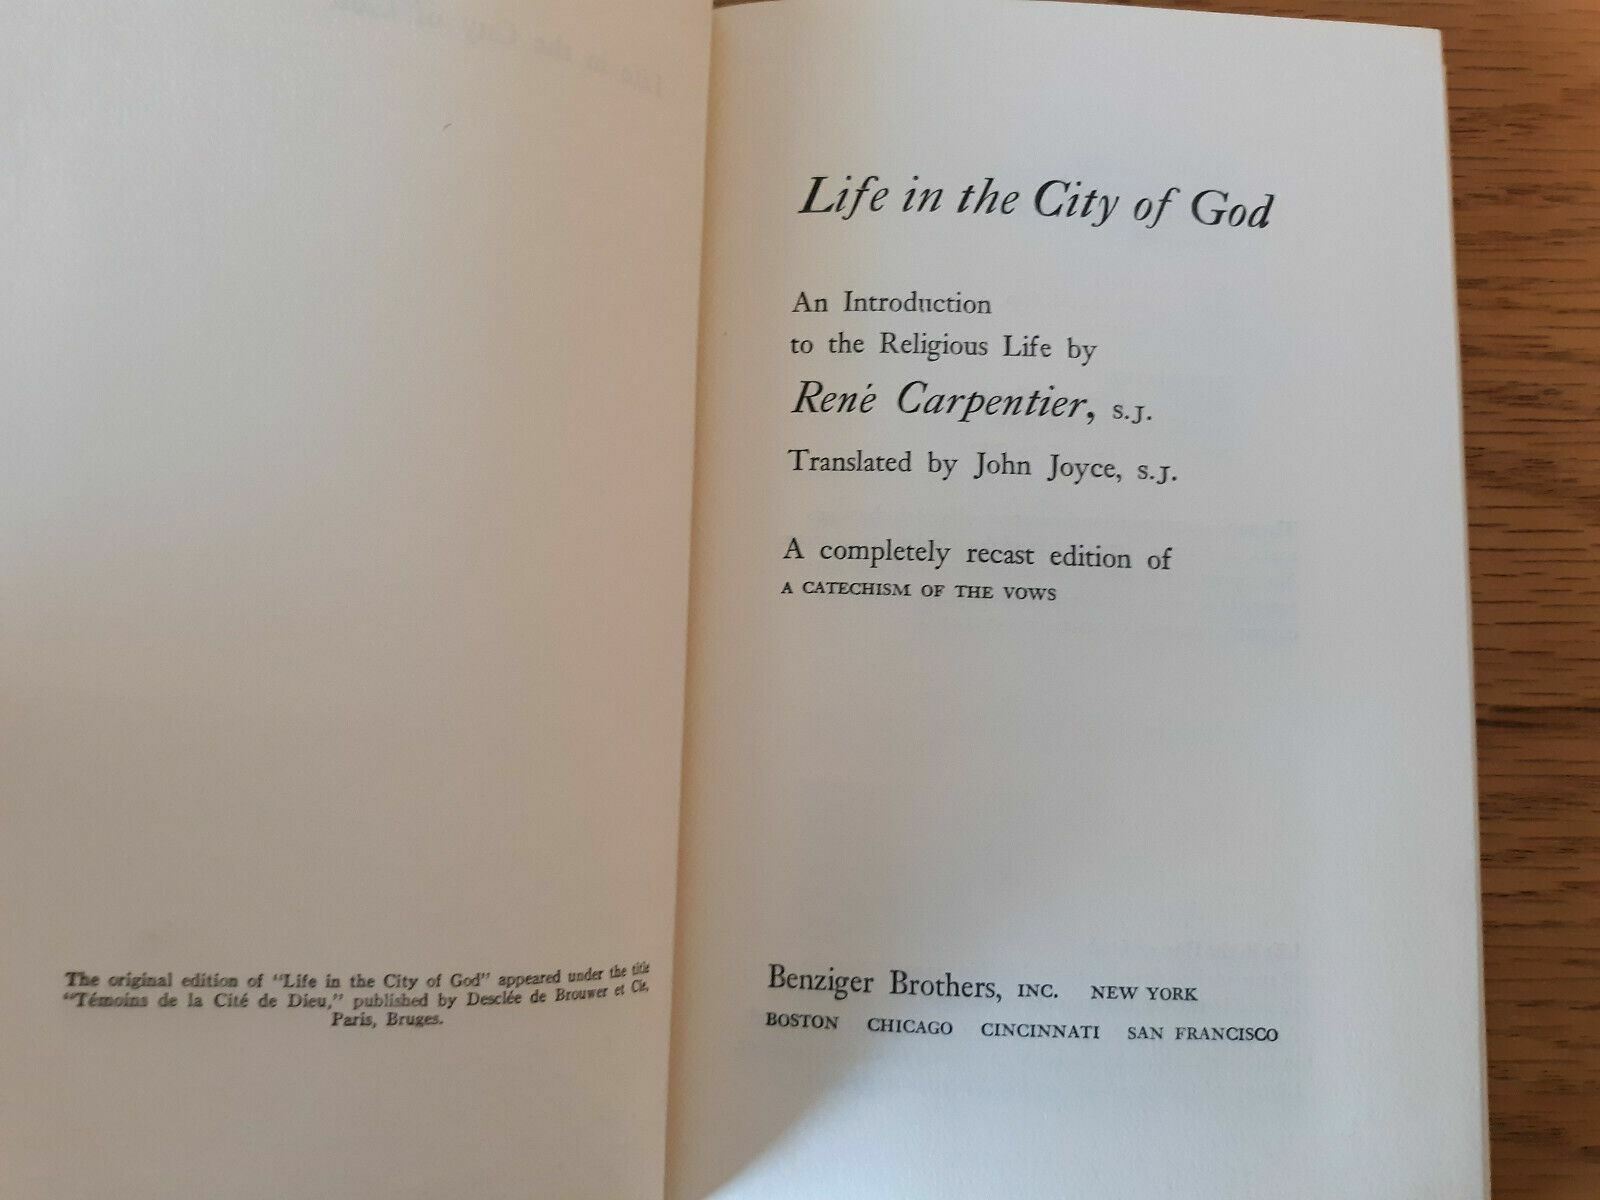 The original edition of "Life in the City of God" appeared under the title
"Témoins de la Cité de Dieu," published by Desclée de Brouwer et Cie,
Paris, Bruges.
Life in the City of God
An Introduction
to the Religious Life by
René Carpentier, S.J.
Translated by John Joyce, S.J.
A completely recast edition of
A CATECHISM OF THE VOWS
Benziger Brothers, INC. NEW YORK
BOSTON CHICAGO CINCINNATI SAN FRANCISCO